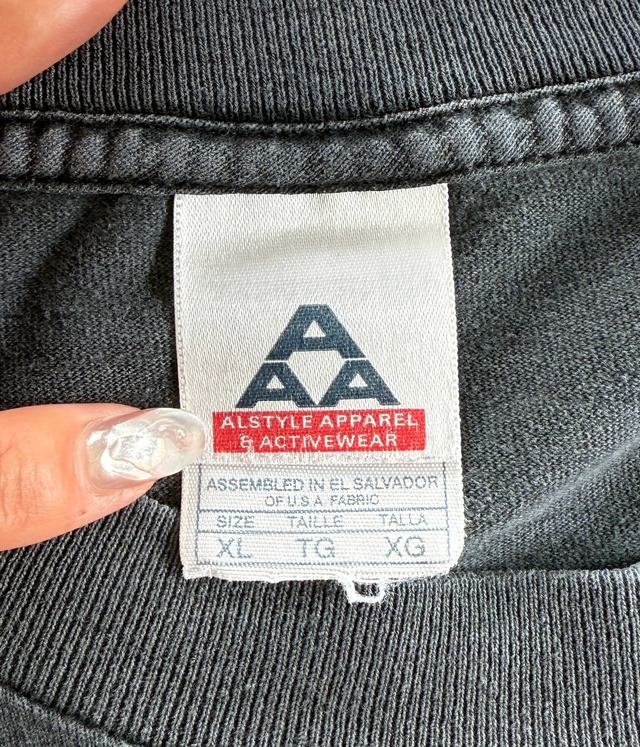 AAA
ALSTYLE APPAREL
& ACTIVEWEAR
ASSEMBLED IN EL SALVADOR
OF U.S.A FABRIC
SIZE TAILLE TALLA
XL TG XG